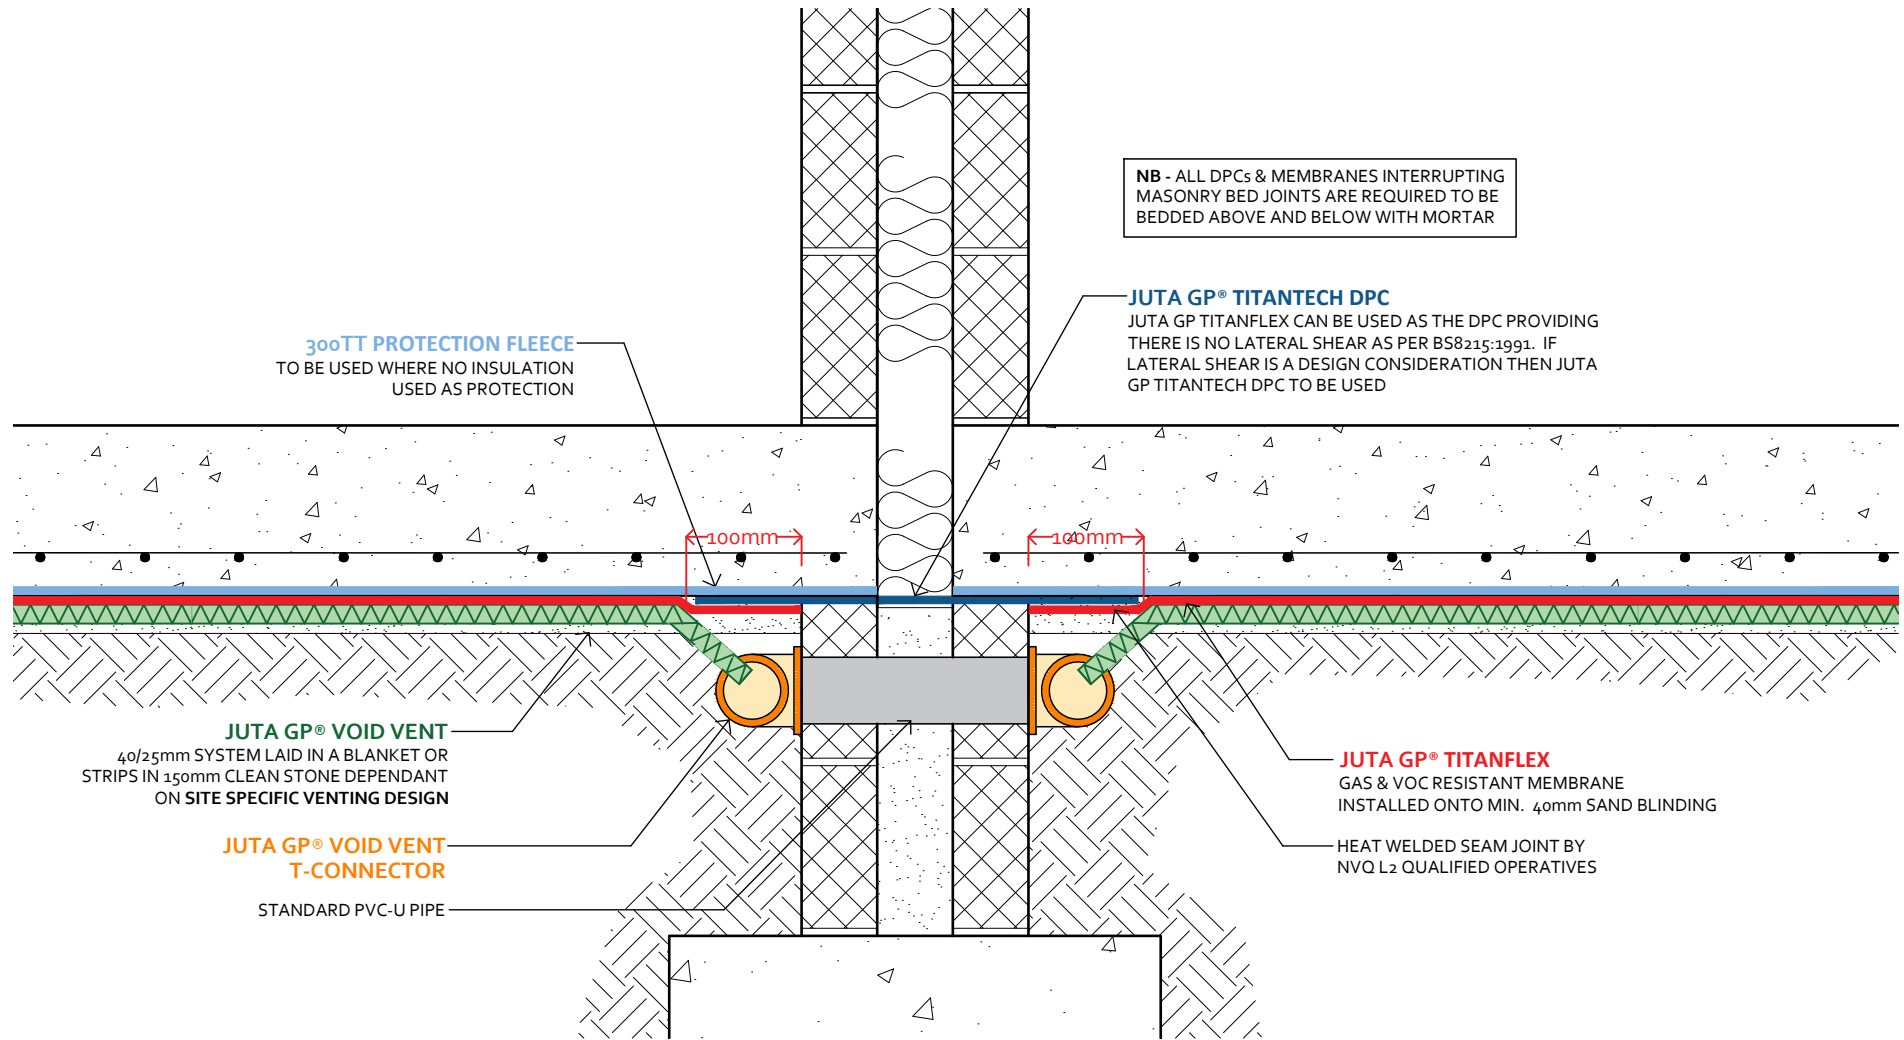 NB - ALL DPCs & MEMBRANES INTERRUPTING
MASONRY BED JOINTS ARE REQUIRED TO BE
BEDDED ABOVE AND BELOW WITH MORTAR
JUTA GP® TITANTECH DPC
JUTA GP TITANFLEX CAN BE USED AS THE DPC PROVIDING
THERE IS NO LATERAL SHEAR AS PER BS8215:1991. IF
LATERAL SHEAR IS A DESIGN CONSIDERATION THEN JUTA
GP TITANTECH DPC TO BE USED
300TT PROTECTION FLEECE
TO BE USED WHERE NO INSULATION
USED AS PROTECTION
100mm
100mm
JUTA GP® VOID VENT
40/25mm SYSTEM LAID IN A BLANKET OR
STRIPS IN 150mm CLEAN STONE DEPENDANT
ON SITE SPECIFIC VENTING DESIGN
JUTA GP® VOID VENT
T-CONNECTOR
STANDARD PVC-U PIPE
JUTA GP® TITANFLEX
GAS & VOC RESISTANT MEMBRANE
INSTALLED ONTO MIN. 40mm SAND BLINDING
HEAT WELDED SEAM JOINT BY
NVQ L2 QUALIFIED OPERATIVES